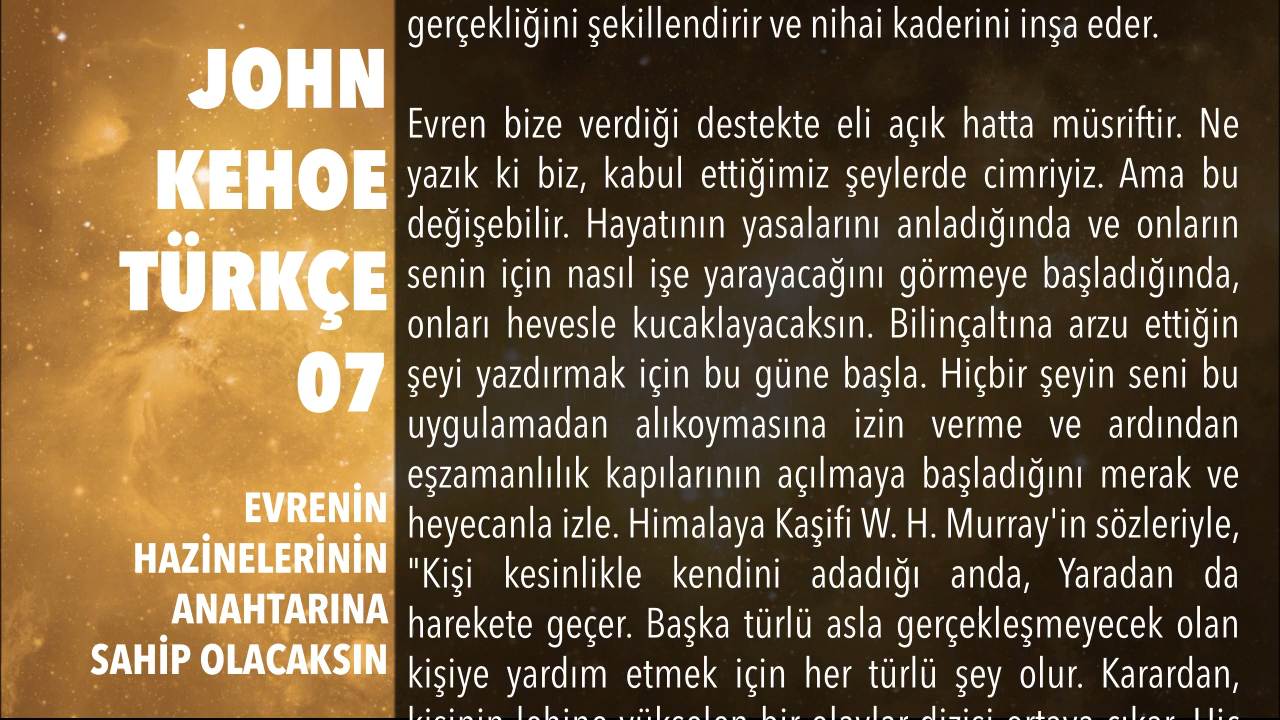 JOHN
KEHOE
TÜRKÇE
07
EVRENİN
HAZİNELERİNİN
ANAHTARINA
SAHİP OLACAKSIN
gerçekliğini şekillendirir ve nihai kaderini inşa eder.
Evren bize verdiği destekte eli açık hatta müsriftir. Ne
yazık ki biz, kabul ettiğimiz şeylerde cimriyiz. Ama bu
değişebilir. Hayatının yasalarını anladığında ve onların
senin için nasıl işe yarayacağını görmeye başladığında,
onları hevesle kucaklayacaksın. Bilinçaltına arzu ettiğin
şeyi yazdırmak için bu güne başla. Hiçbir şeyin seni bu
uygulamadan alıkoymasına izin verme ve ardından
eşzamanlılık kapılarının açılmaya başladığını merak ve
heyecanla izle. Himalaya Kaşifi W. H. Murray'in sözleriyle,
"Kişi kesinlikle kendini adadığı anda, Yaradan da
harekete geçer. Başka türlü asla gerçekleşmeyecek olan
kişiye yardım etmek için her türlü şey olur. Karardan,